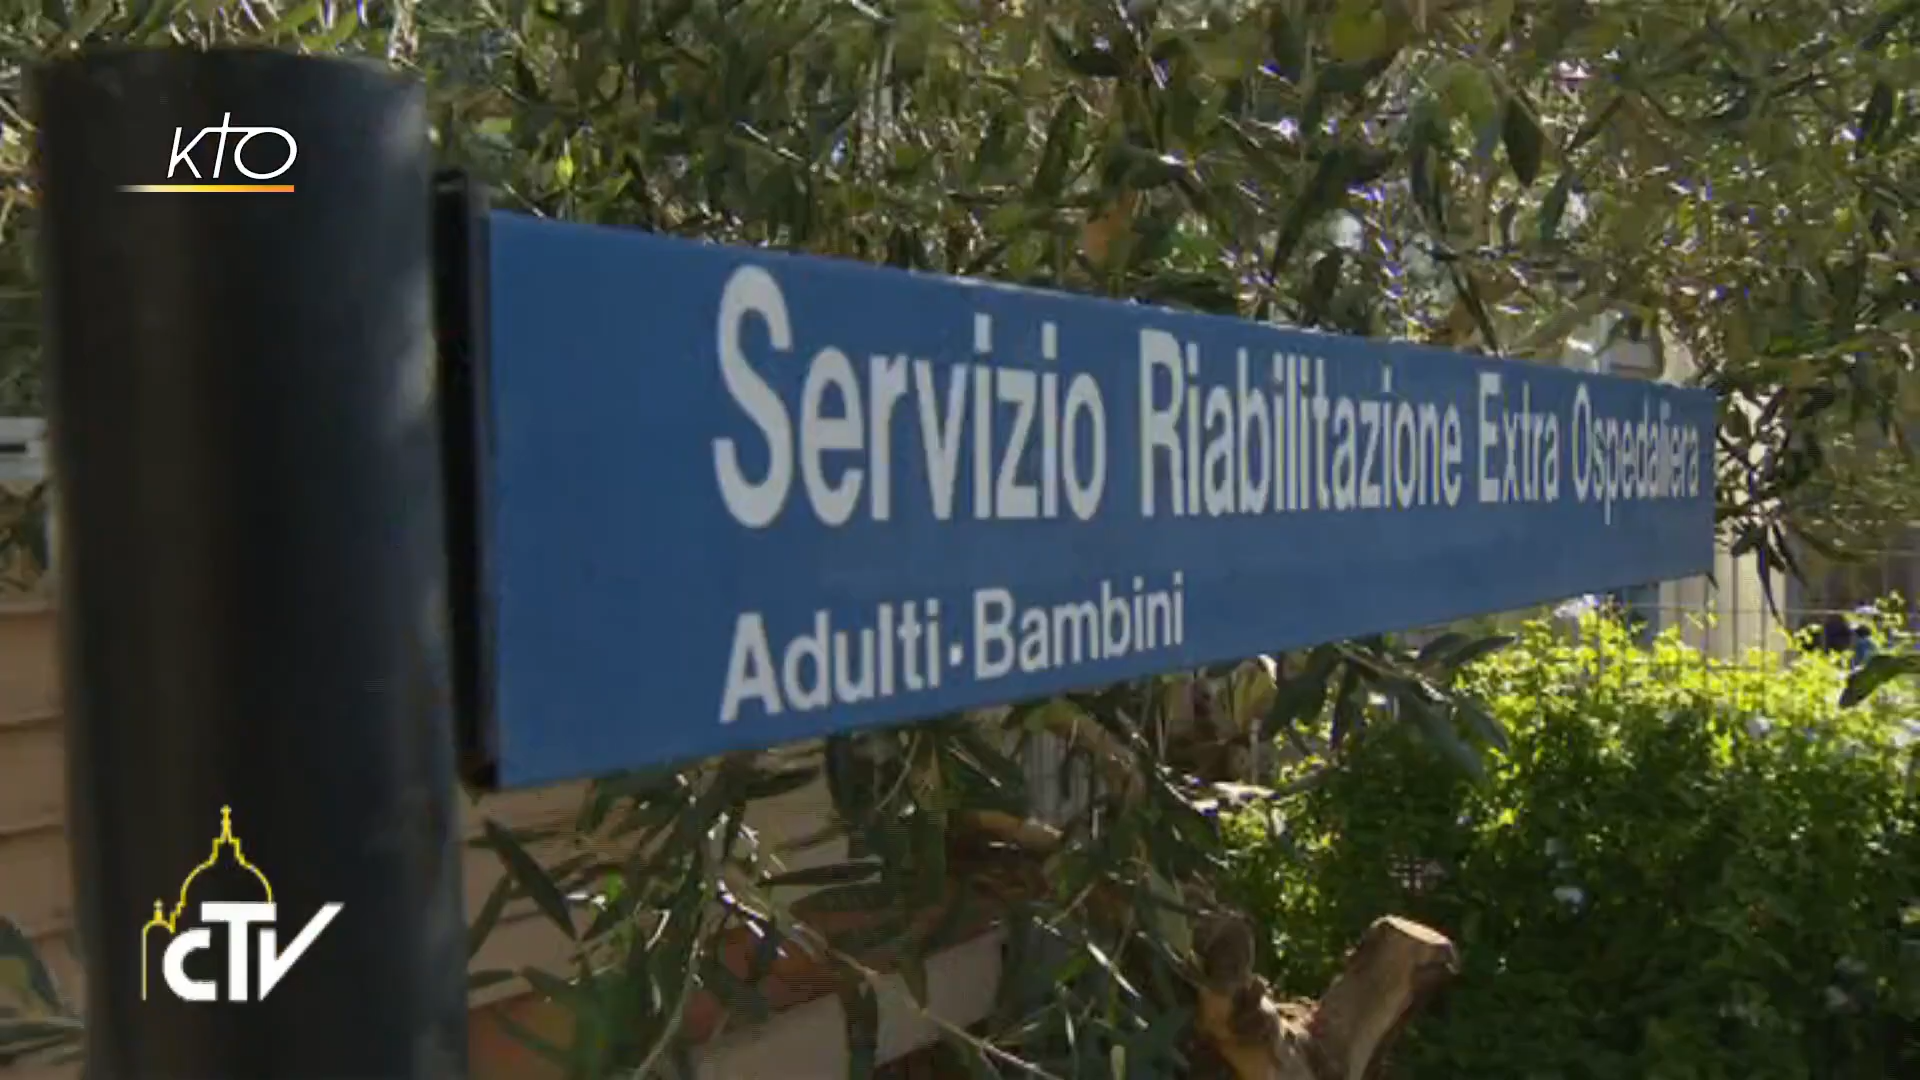 KTO
Servizio Riabilitazione Extra Ospedaliera
Adulti·Bambini
CTV